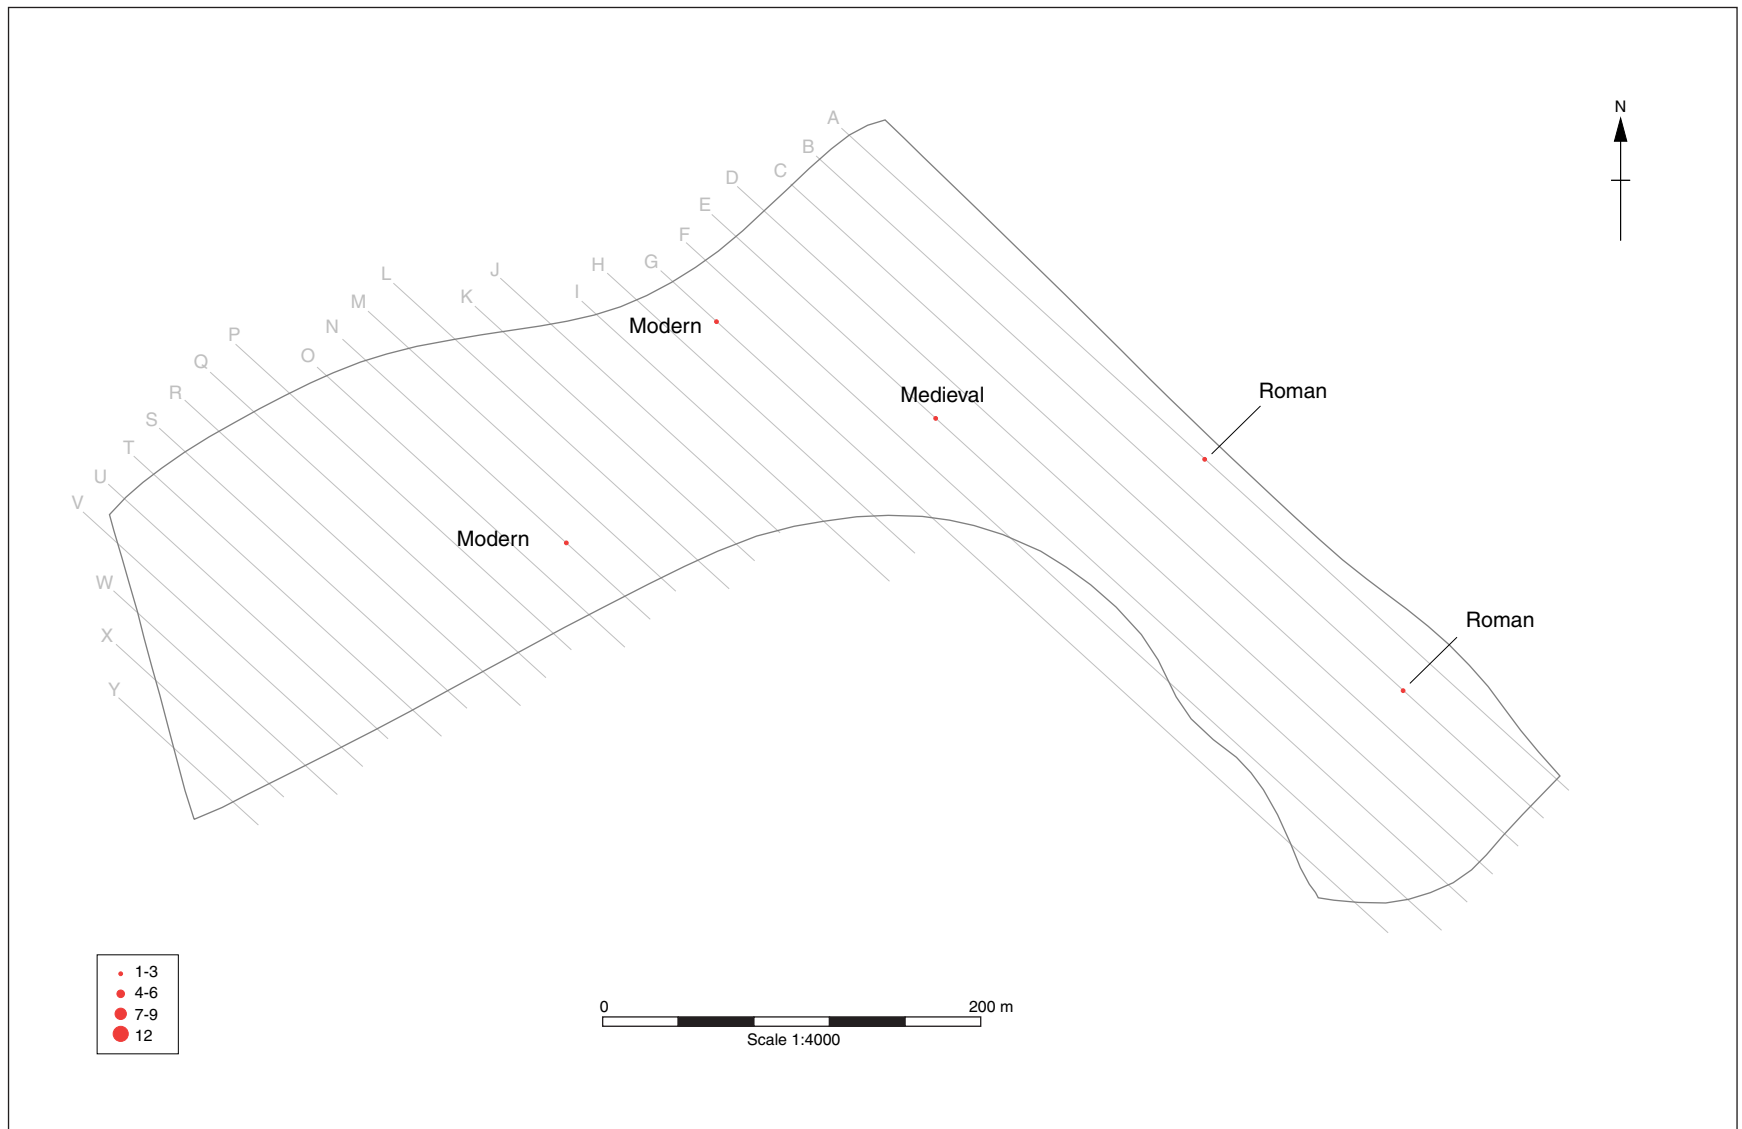 N
A
B
C
D
E
F
G
H
I
J
K
L
M
N
O
P
Q
R
S
T
U
V
W
X
Y
Modern
Medieval
Roman
Modern
Roman
1-3
4-6
7-9
12
0 200 m
Scale 1:4000